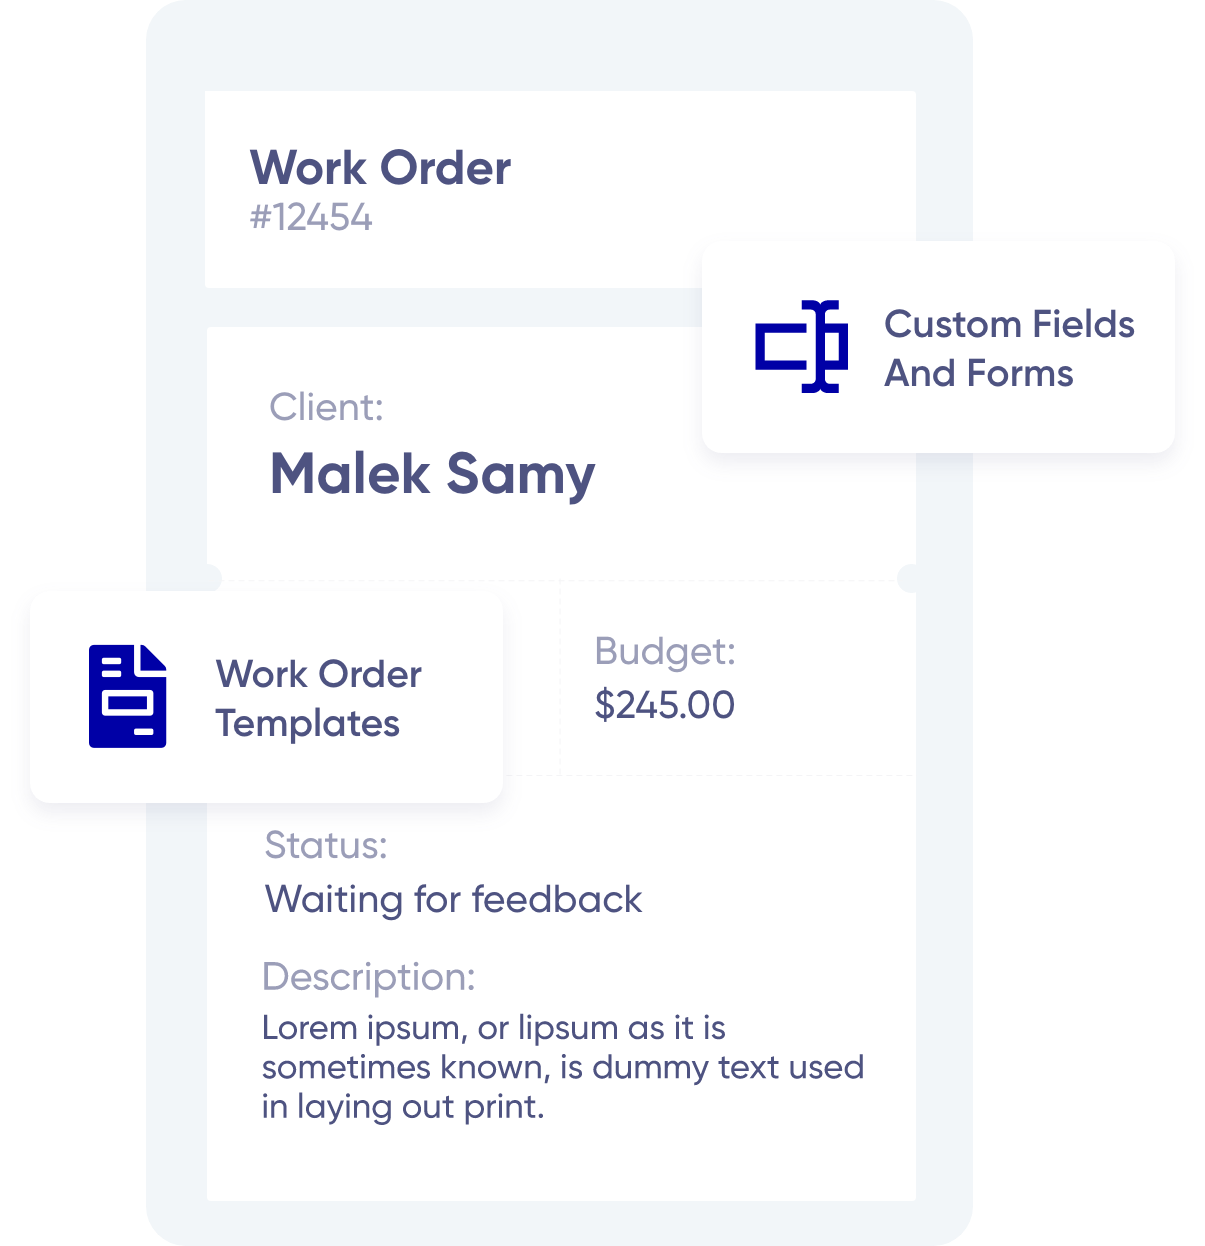 Work Order
#12454
Custom Fields
And Forms
Client:
Malek Samy
Work Order
Templates
Budget:
$245.00
Status:
Waiting for feedback
Description:
Lorem ipsum, or lipsum as it is
sometimes known, is dummy text used
in laying out print.